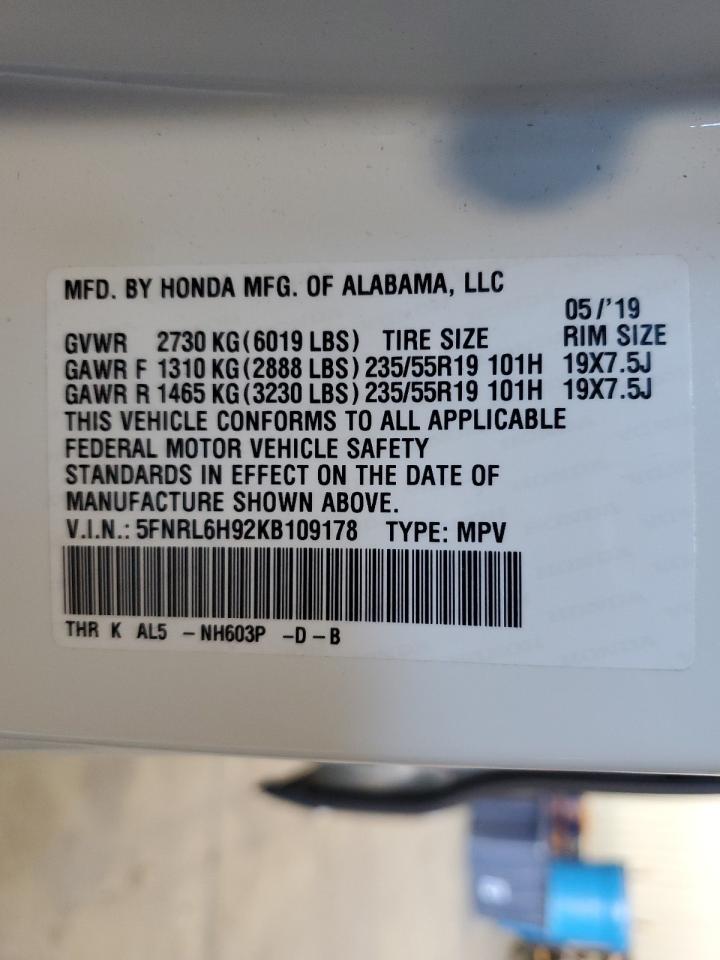 MFD. BY HONDA MFG. OF ALABAMA, LLC
05/'19
GVWR 2730 KG(6019 LBS) TIRE SIZE RIM SIZE
GAWR F 1310 KG(2888 LBS) 235/55R19 101H 19X7.5J
GAWR R 1465 KG(3230 LBS) 235/55R19 101H 19X7.5J
THIS VEHICLE CONFORMS TO ALL APPLICABLE
FEDERAL MOTOR VEHICLE SAFETY
STANDARDS IN EFFECT ON THE DATE OF
MANUFACTURE SHOWN ABOVE.
V.I.N.: 5FNRL6H92KB109178 TYPE: MPV
THR K AL5 -NH603P -D-B